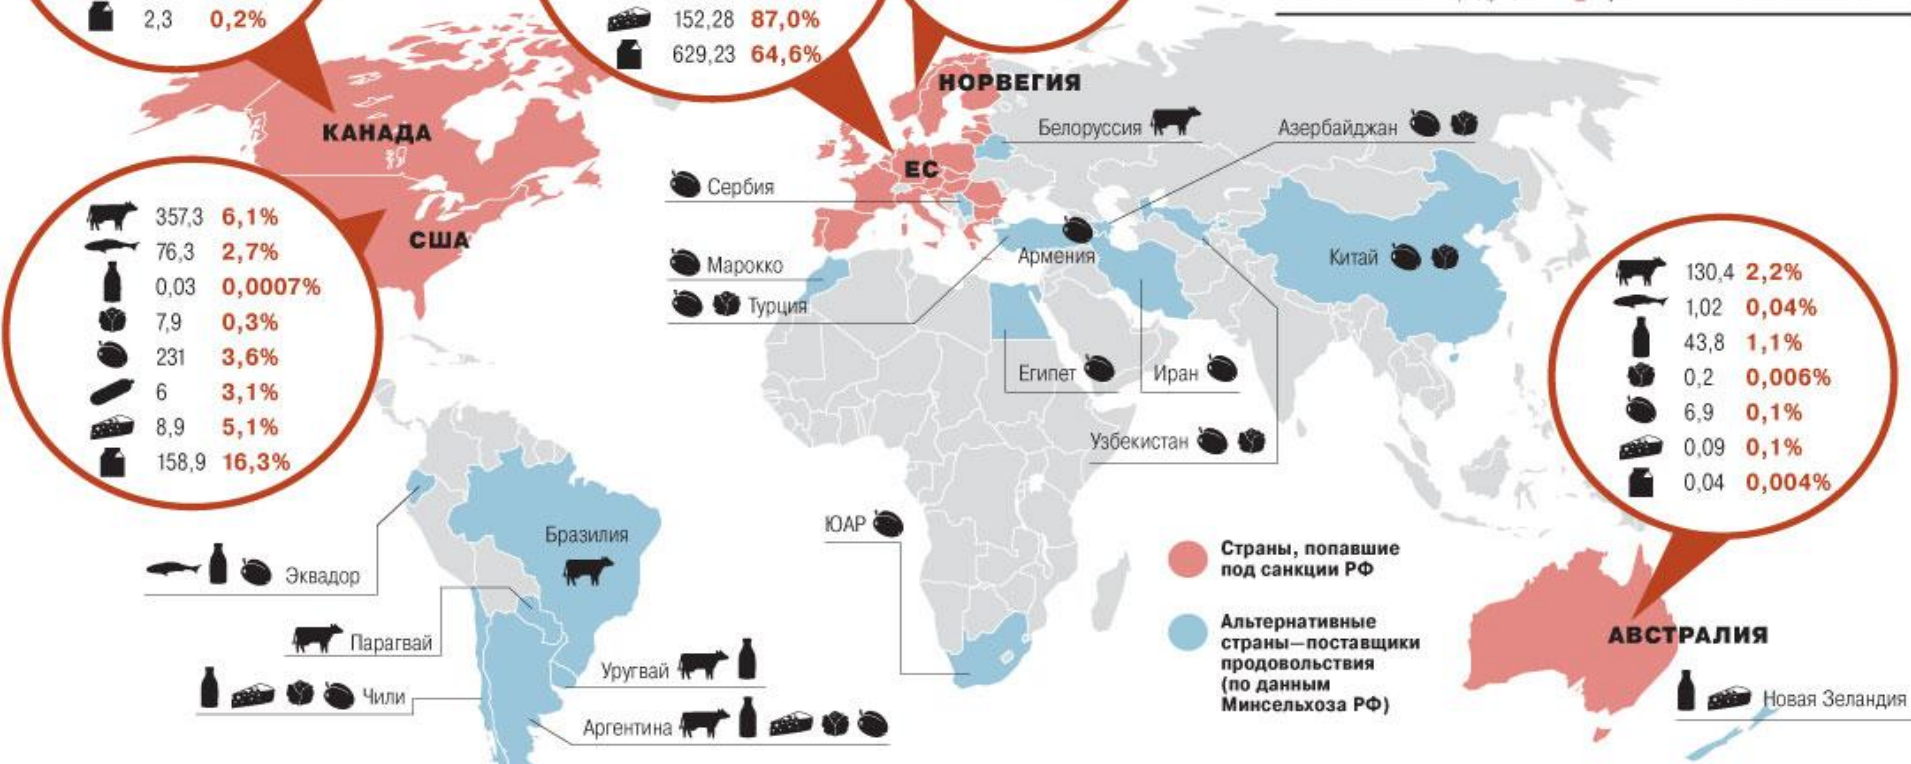 2,3 0,2%
152,28 87,0%
629,23 64,6%
НОРВЕГИЯ
КАНАДА
Белоруссия
Азербайджан
ЕС
Сербия
357,3 6,1%
76,3 2,7%
0,03 0,0007%
7,9 0,3%
231 3,6%
6 3,1%
8,9 5,1%
158,9 16,3%
США
Марокко
Армения
Китай
Турция
130,4 2,2%
1,02 0,04%
43,8 1,1%
0,2 0,006%
6,9 0,1%
0,09 0,1%
0,04 0,004%
Египет
Иран
Узбекистан
ЮАР
Бразилия
Эквадор
Страны, попавшие
под санкции РФ
Альтернативные
страны—поставщики
продовольствия
(по данным
Минсельхоза РФ)
АВСТРАЛИЯ
Парагвай
Уругвай
Чили
Аргентина
Новая Зеландия